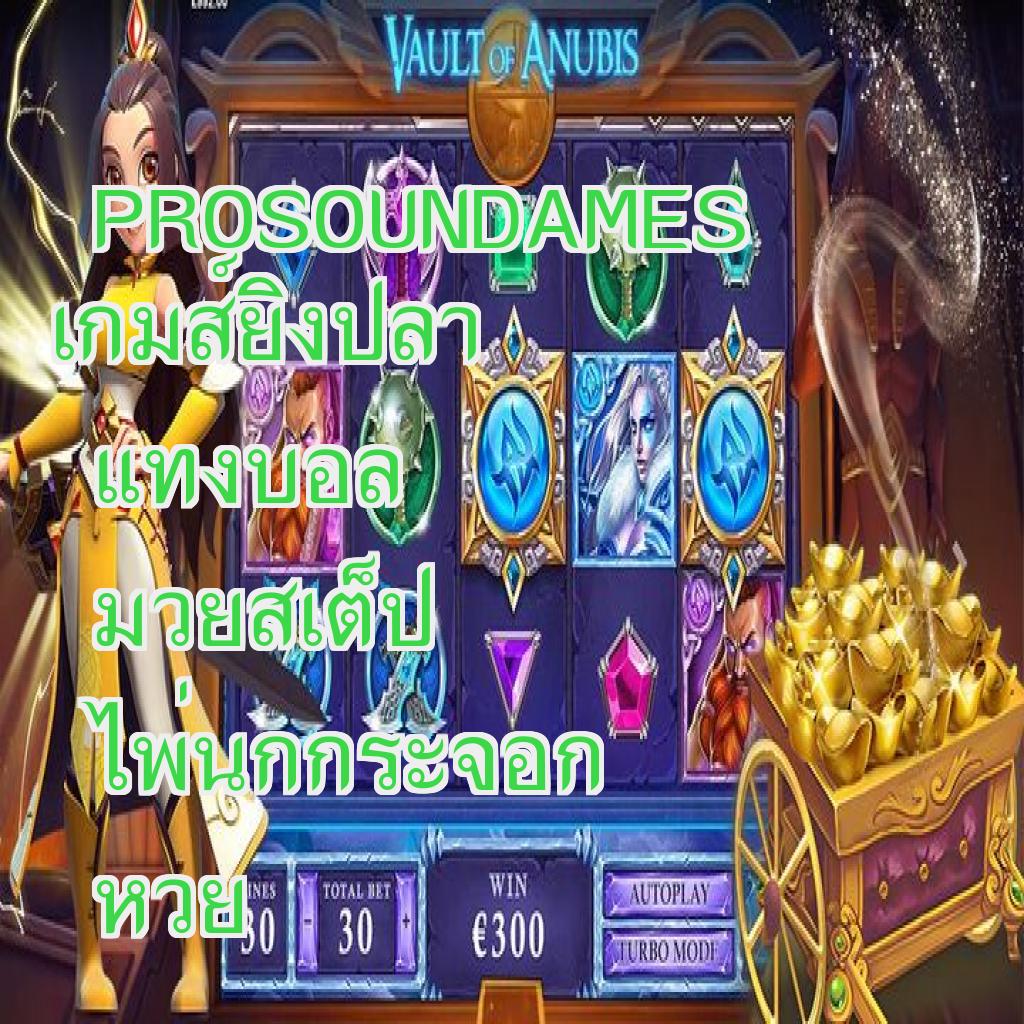 VAULT OF ANUBIS
PROSOUNDAMES
เกมส์ยิงปลา
แทงบอล
มวยสเต็ป
ไพ่นกกระจอก
หวย
TOTAL BET
30
30
- +
WIN
€300
AUTOPLAY
TURBO MODE